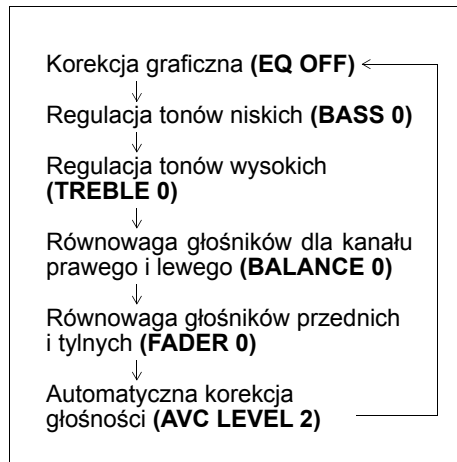 Korekcja graficzna (EQ OFF)
Regulacja tonów niskich (BASS 0)
Regulacja tonów wysokich
(TREBLE 0)
Równowaga głośników dla kanału
prawego i lewego (BALANCE 0)
Równowaga głośników przednich
i tylnych (FADER 0)
Automatyczna korekcja
głośności (AVC LEVEL 2)